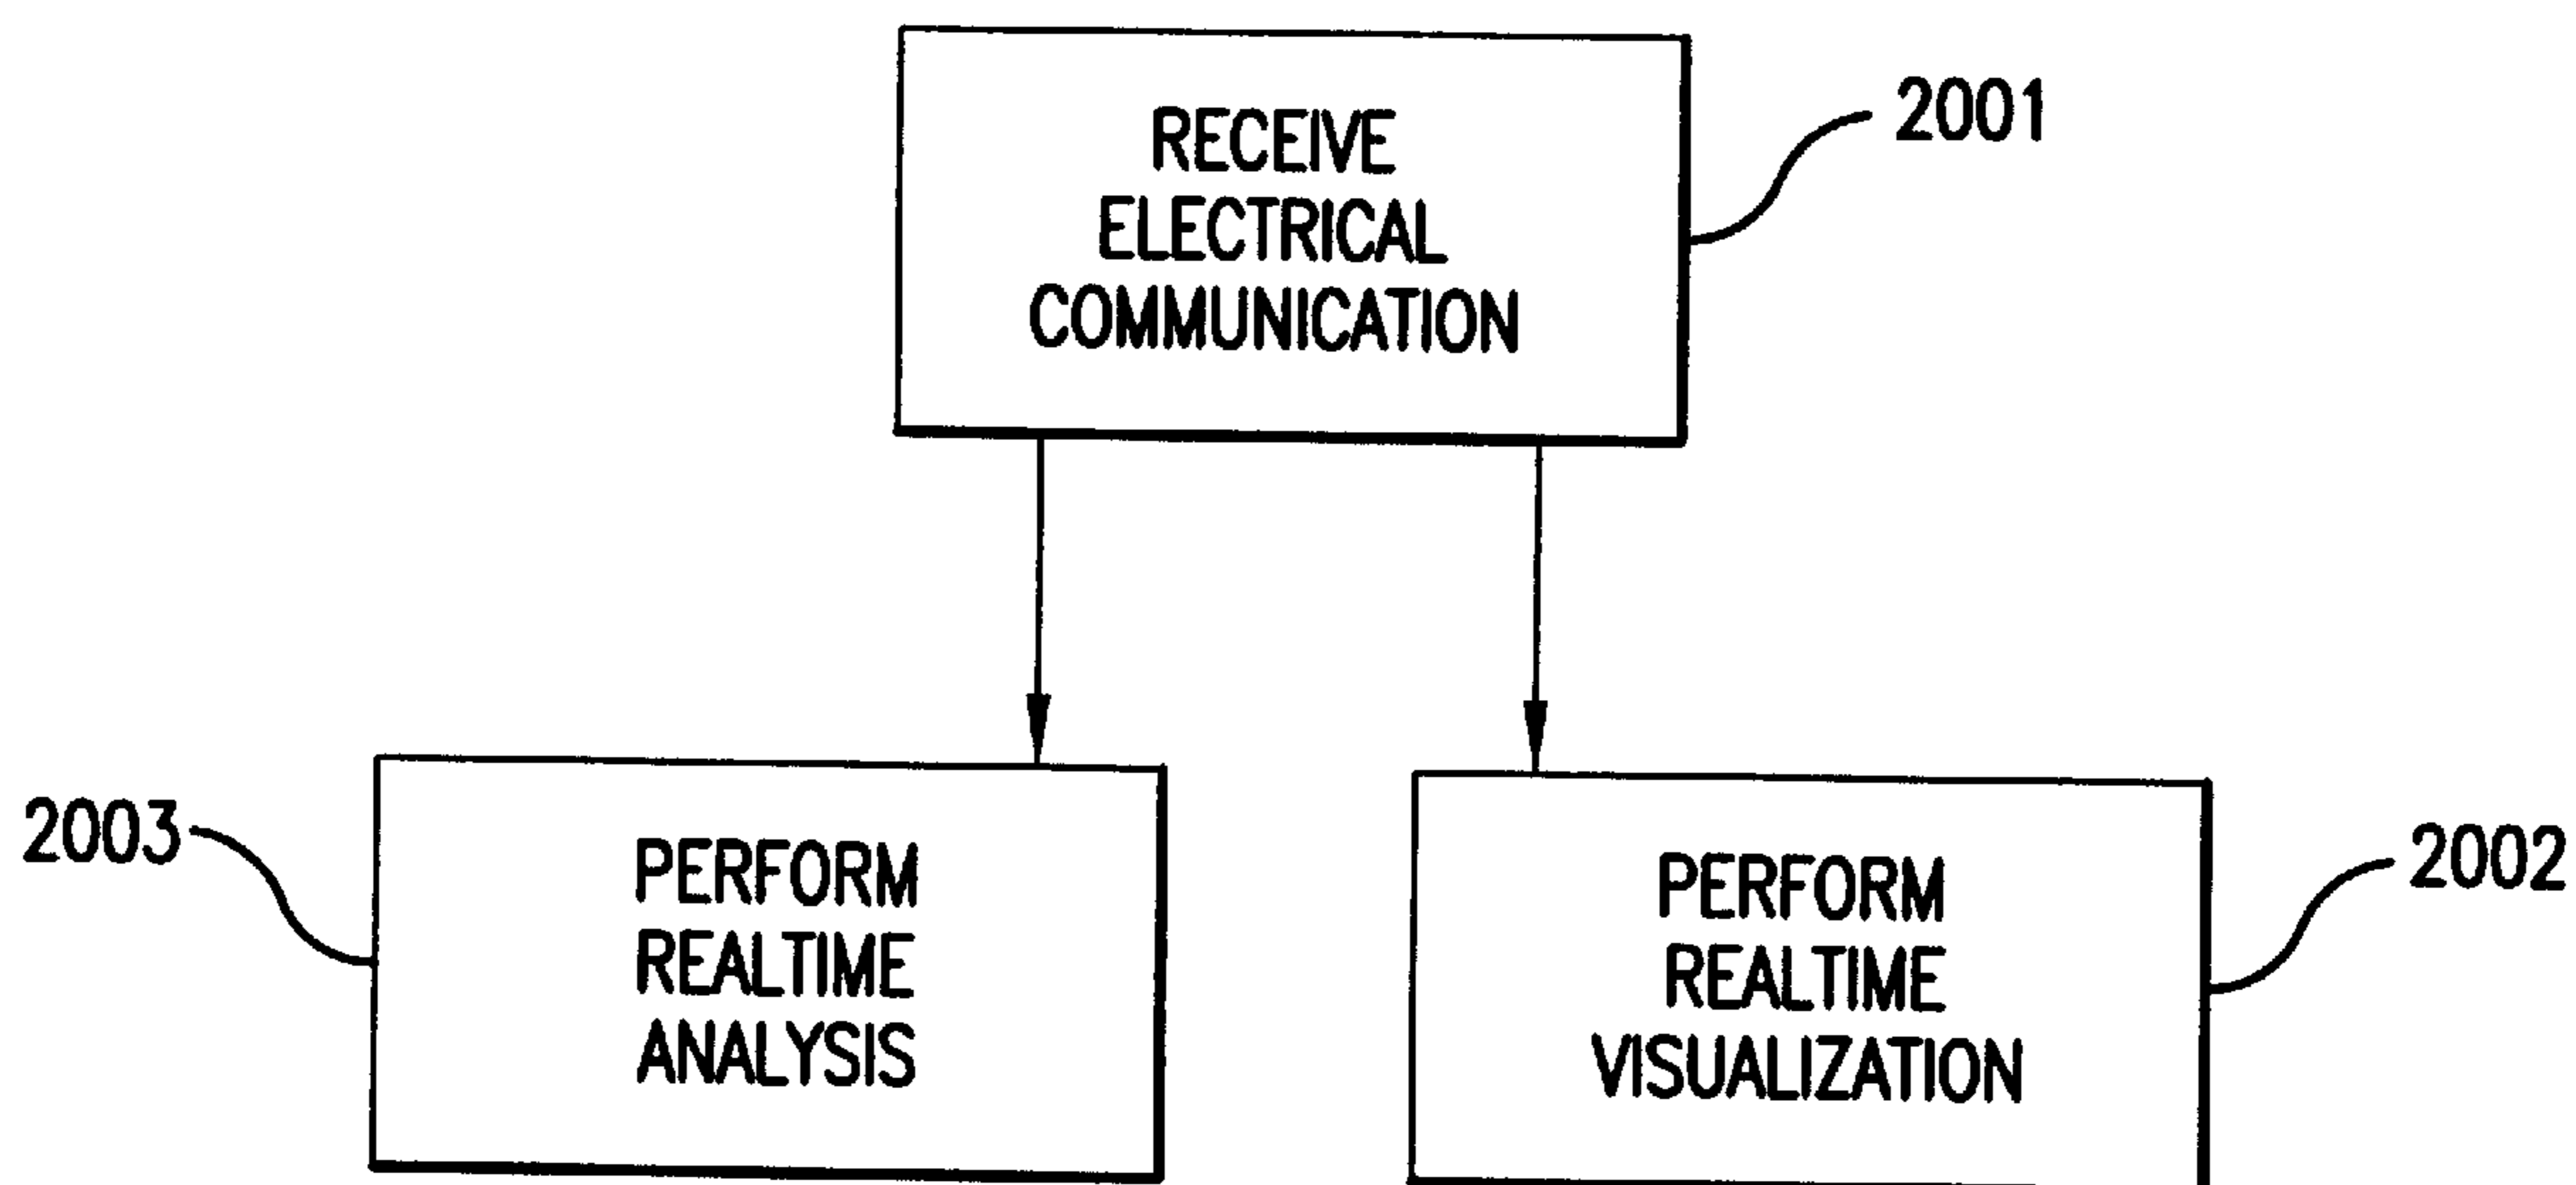 RECEIVE
ELECTRICAL
COMMUNICATION
2001
2003
PERFORM
REALTIME
ANALYSIS
PERFORM
REALTIME
VISUALIZATION
2002